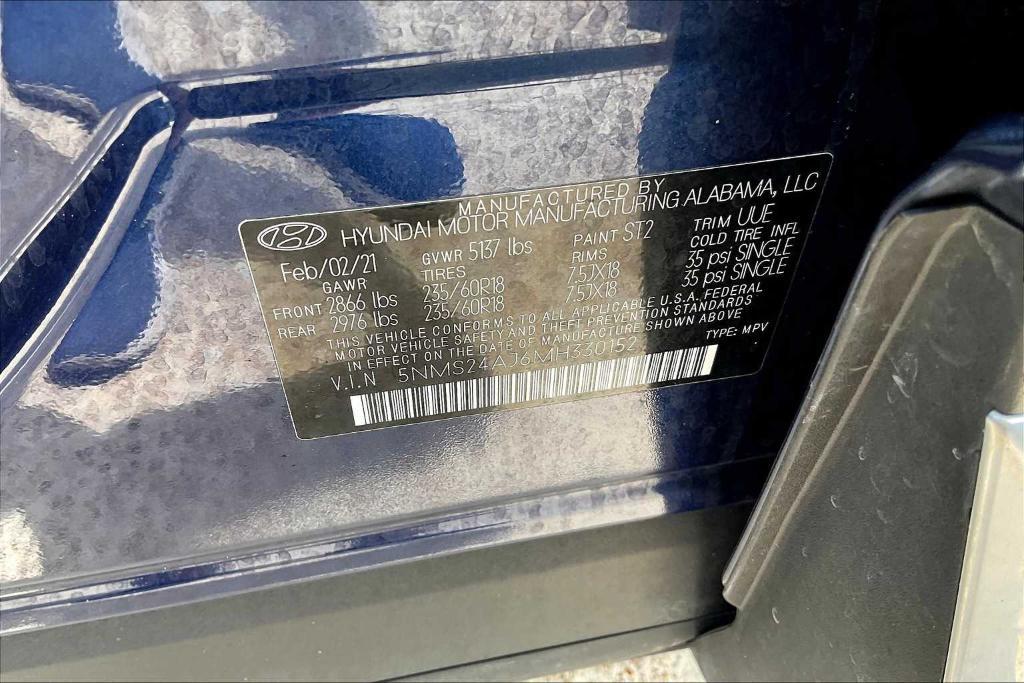 MANUFACTURED BY
HYUNDAI MOTOR MANUFACTURING ALABAMA, LLC
Feb/02/21 GVWR 5137 lbs PAINT ST2 TRIM UUE
GAWR TIRES RIMS COLD TIRE INFL
FRONT 2866 lbs 235/60R18 7.5JX18 35 psi SINGLE
REAR 2976 lbs 235/60R18 7.5JX18 35 psi SINGLE
THIS VEHICLE CONFORMS TO ALL APPLICABLE U.S.A. FEDERAL
MOTOR VEHICLE SAFETY AND THEFT PREVENTION STANDARDS
IN EFFECT ON THE DATE OF MANUFACTURE SHOWN ABOVE
V.I.N 5NMS24AJ6MH330152 TYPE: MPV